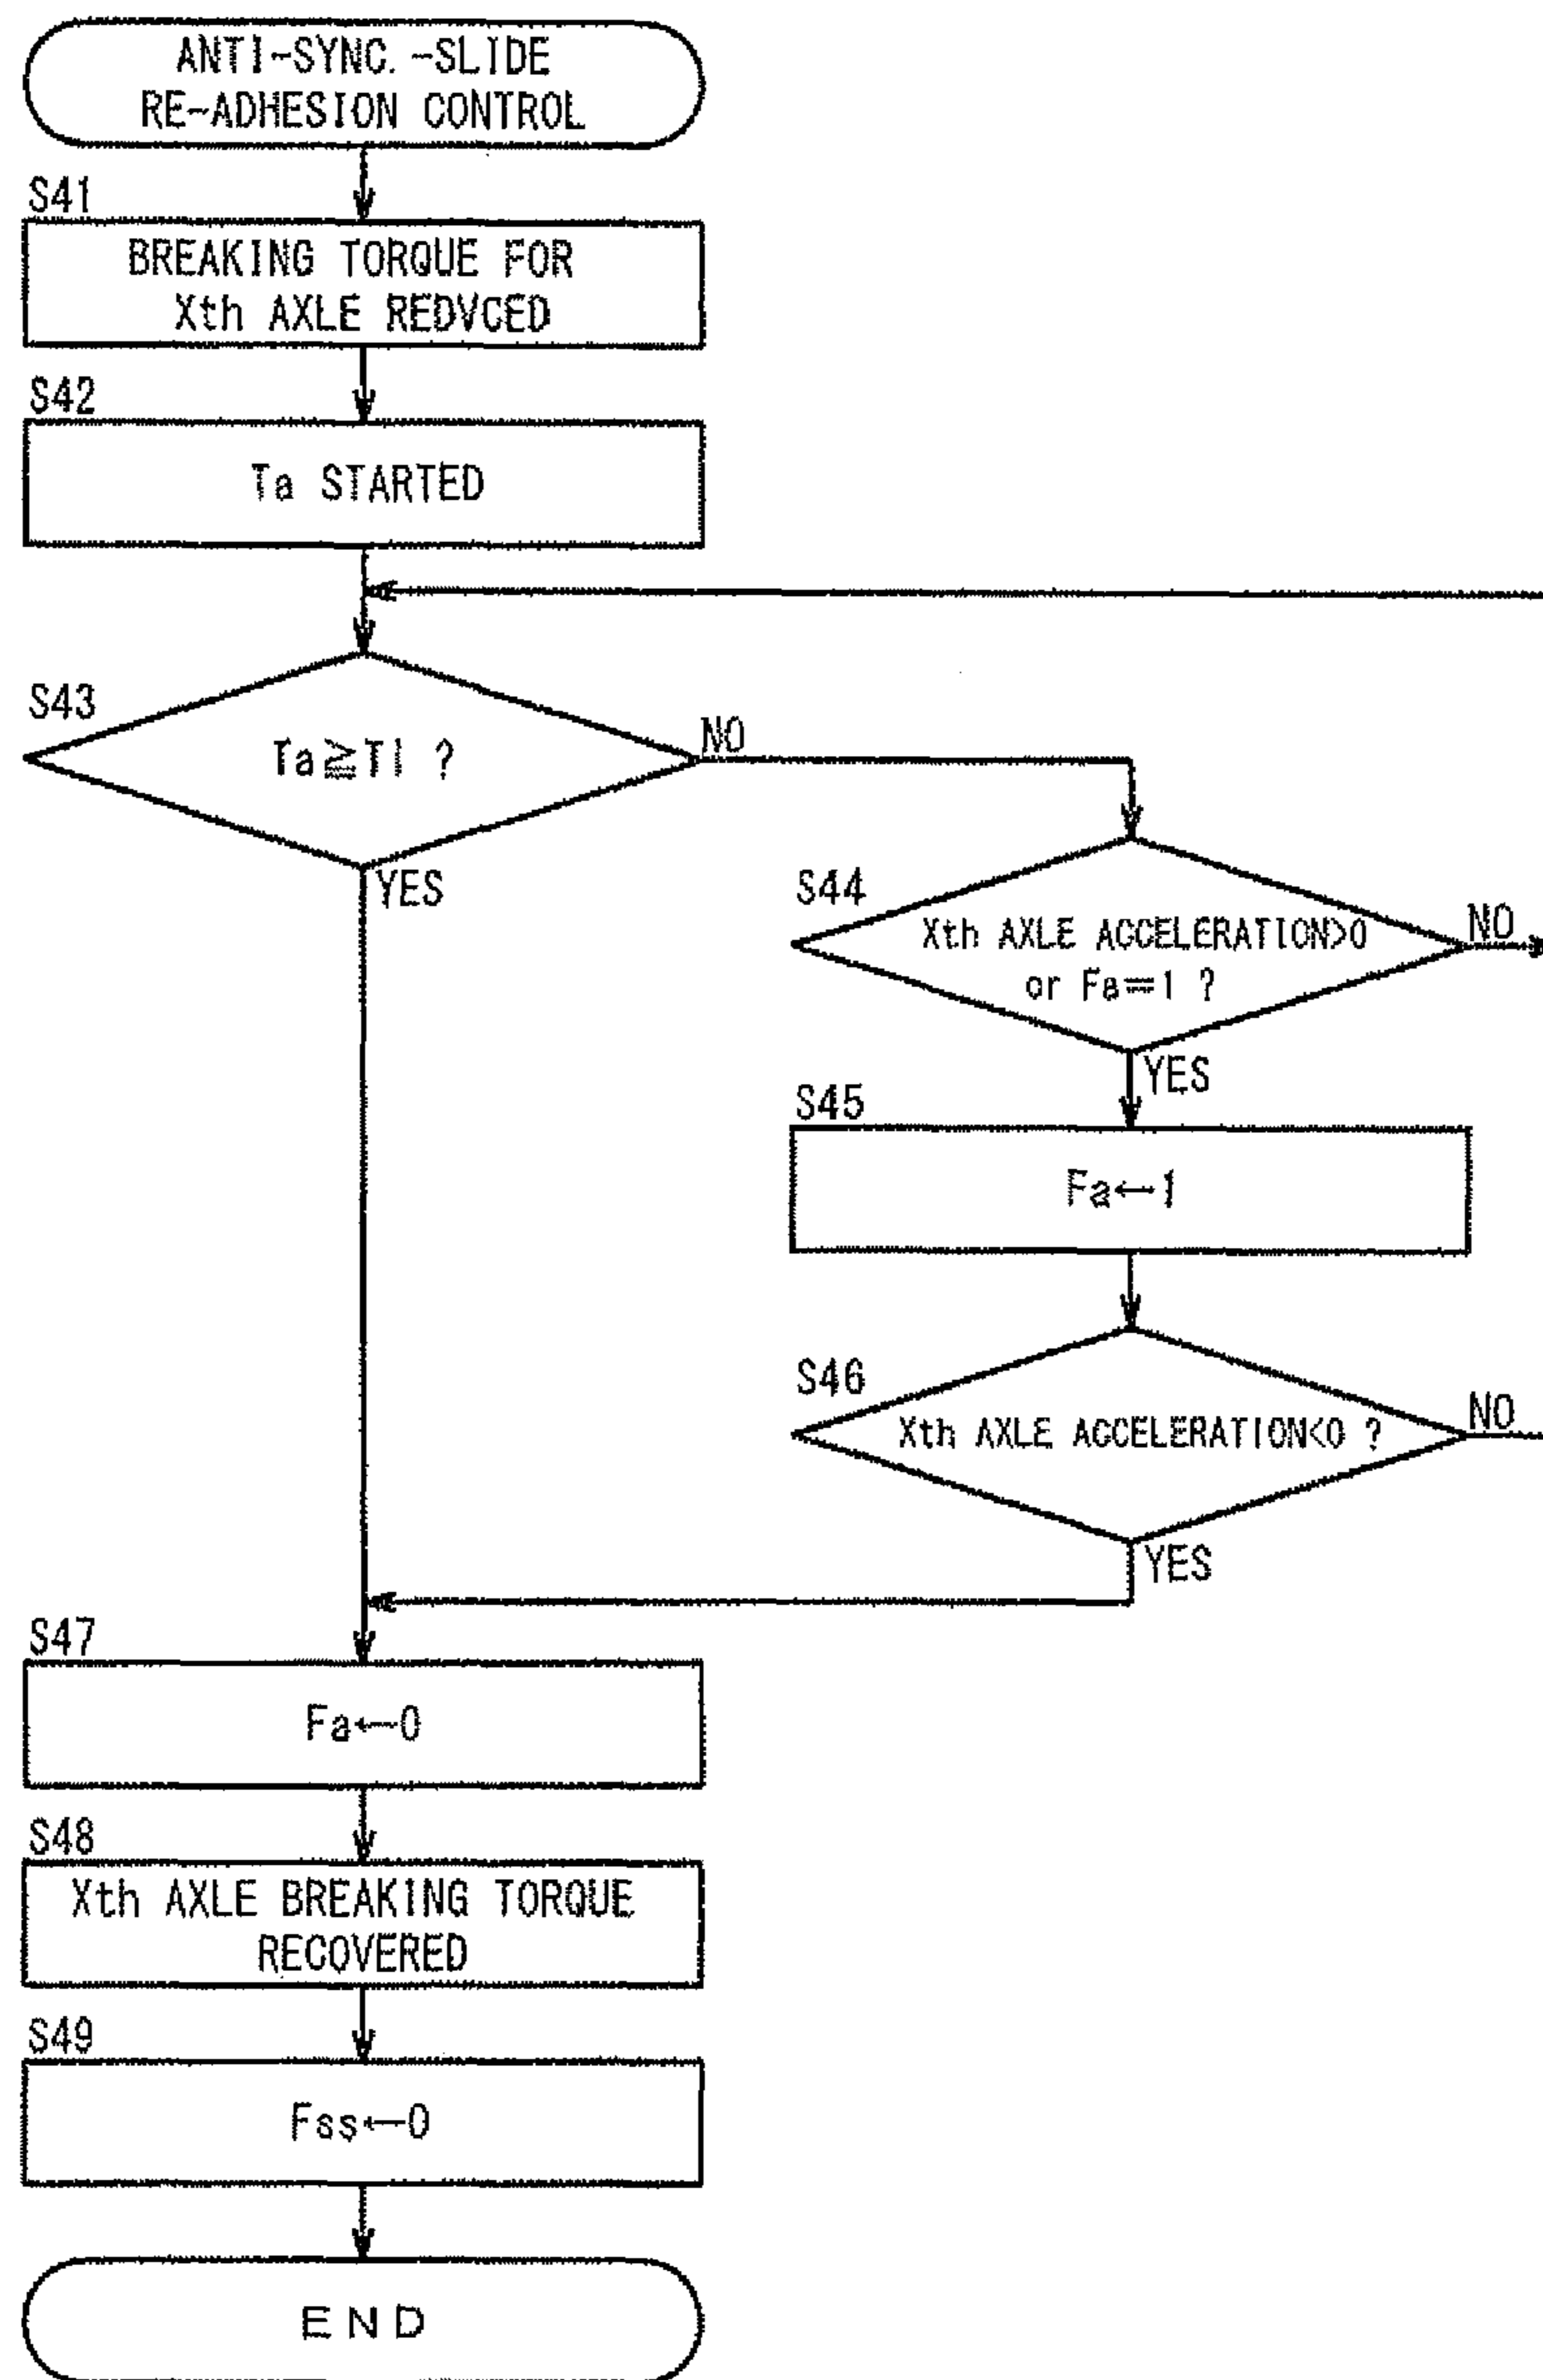 ANTI-SYNC.-SLIDE
RE-ADHESION CONTROL
S41
BREAKING TORQUE FOR
Xth AXLE REDVCED
S42
Ta STARTED
S43
Ta≧T1 ?
NO
YES
S44
Xth AXLE ACCELERATION>0
or Fa=1 ?
NO
YES
S45
Fa←1
S46
Xth AXLE ACCELERATION<0 ?
NO
YES
S47
Fa←0
S48
Xth AXLE BREAKING TORQUE
RECOVERED
S49
Fss←0
END